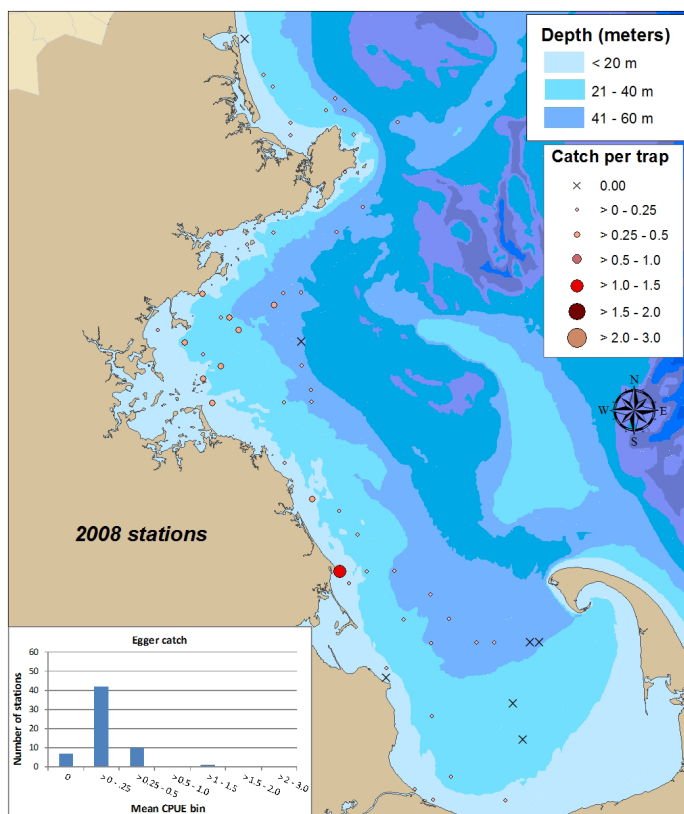 Depth (meters)
< 20 m
21 - 40 m
41 - 60 m
Catch per trap
0.00
> 0 - 0.25
> 0.25 - 0.5
> 0.5 - 1.0
> 1.0 - 1.5
> 1.5 - 2.0
> 2.0 - 3.0
N
W E
S
2008 stations
Egger catch
Number of stations
60
50
40
30
20
10
0
0
>0 - .25
>0.25 - 0.5
>0.5 - 1.0
>1 - 1.5
>1.5 - 2.0
>2 - 3.0
Mean CPUE bin